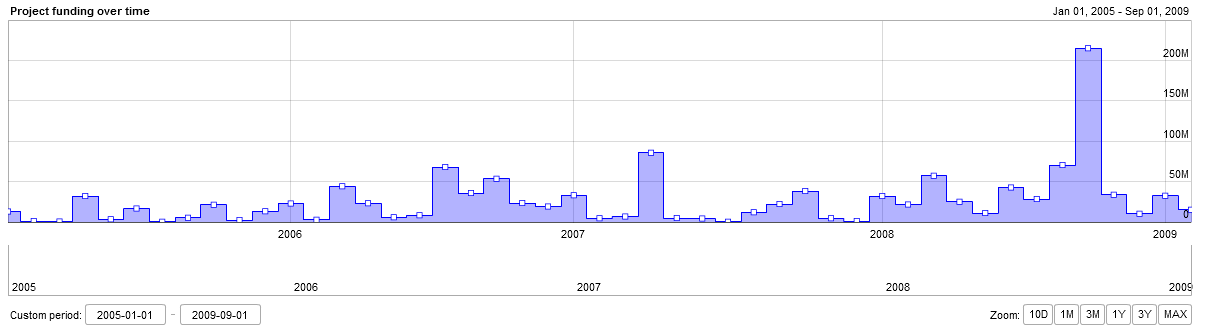 Project funding over time
Jan 01, 2005 - Sep 01, 2009
200M
150M
100M
50M
0
2006 2007 2008 2009
2005 2006 2007 2008 2009
Custom period: 2005-01-01 - 2009-09-01
Zoom: 10D 1M 3M 1Y 3Y MAX